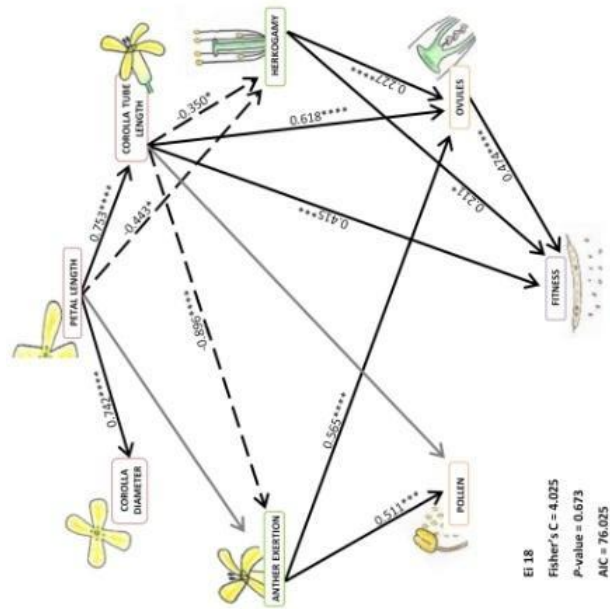 PETAL LENGTH
COROLLA
DIAMETER
COROLLA TUBE
LENGTH
ANTHER EXERTION
HERKOGAMY
POLLEN
OVULES
FITNESS
0.742****
0.753****
-0.443*
-0.350*
-0.896****
0.618****
0.415***
0.227***
0.211*
0.565****
0.511***
0.474****
Ei 18
Fisher's C = 4.025
P-value = 0.673
AIC = 76.025